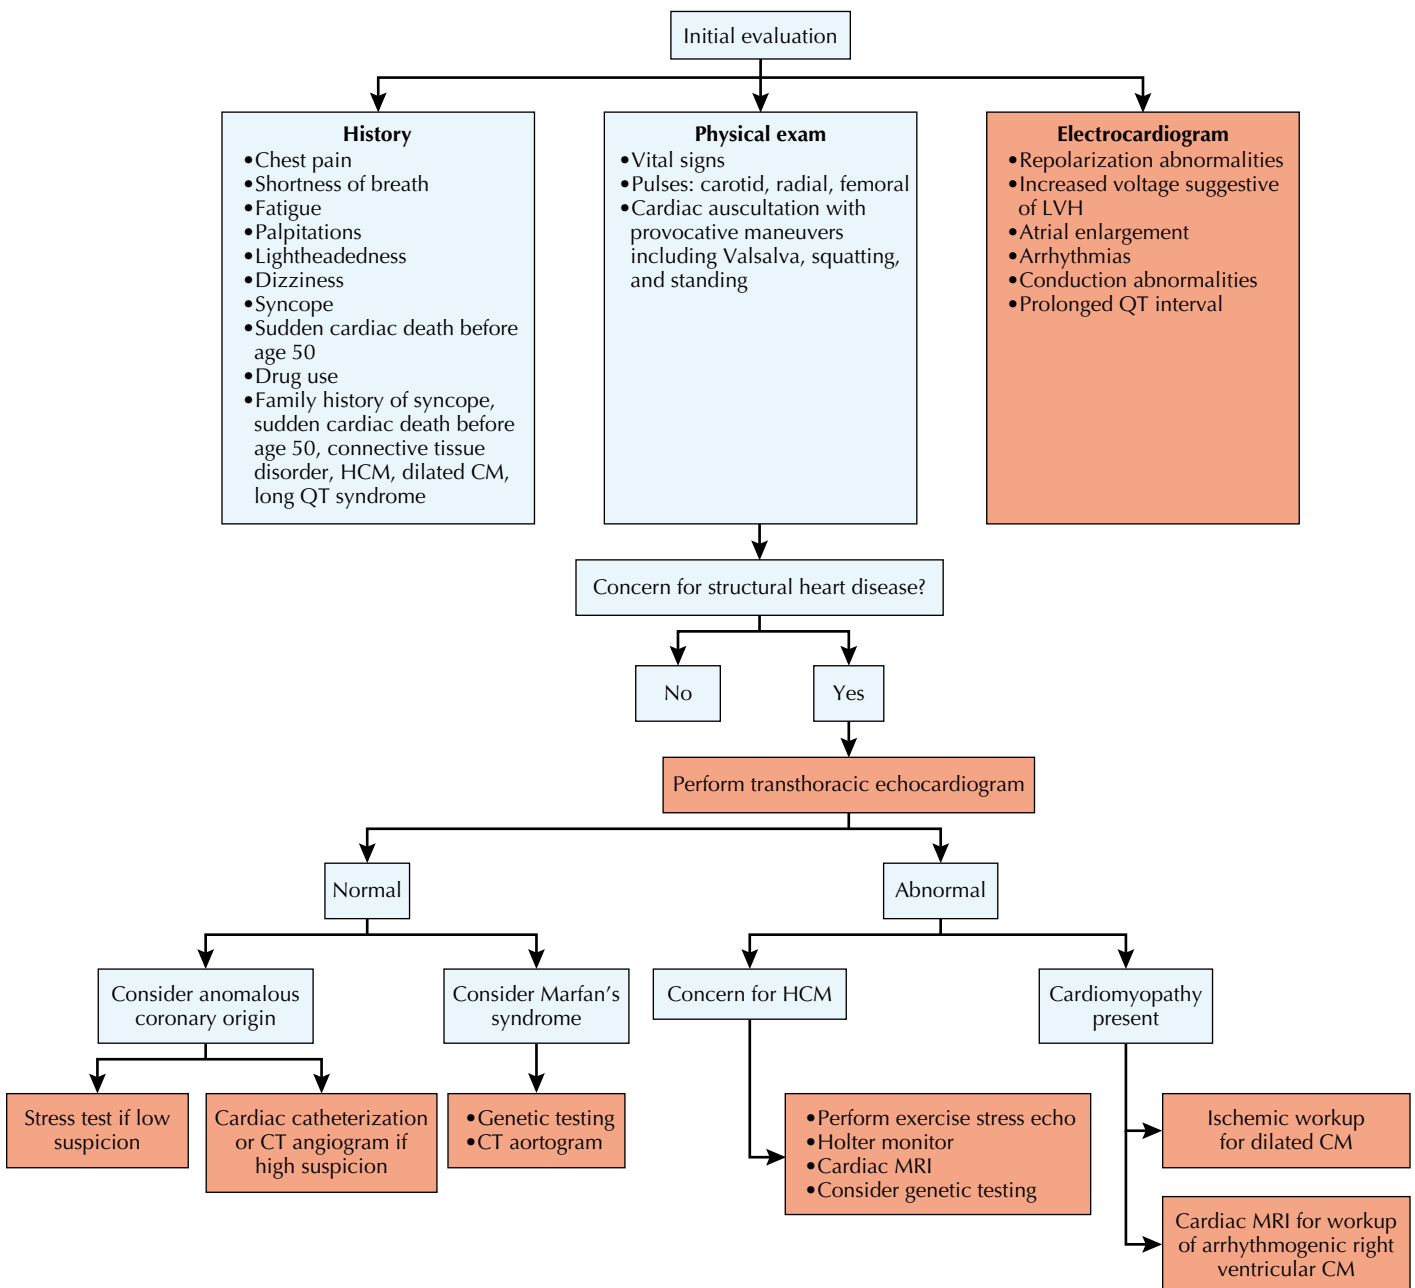 Initial evaluation
History
•Chest pain
•Shortness of breath
•Fatigue
•Palpitations
•Lightheadedness
•Dizziness
•Syncope
•Sudden cardiac death before
age 50
•Drug use
•Family history of syncope,
sudden cardiac death before
age 50, connective tissue
disorder, HCM, dilated CM,
long QT syndrome
Physical exam
•Vital signs
•Pulses: carotid, radial, femoral
•Cardiac auscultation with
provocative maneuvers
including Valsalva, squatting,
and standing
Electrocardiogram
•Repolarization abnormalities
•Increased voltage suggestive
of LVH
•Atrial enlargement
•Arrhythmias
•Conduction abnormalities
•Prolonged QT interval
Concern for structural heart disease?
No
Yes
Perform transthoracic echocardiogram
Normal
Abnormal
Consider anomalous
coronary origin
Consider Marfan’s
syndrome
Concern for HCM
Cardiomyopathy
present
Stress test if low
suspicion
Cardiac catheterization
or CT angiogram if
high suspicion
•Genetic testing
•CT aortogram
•Perform exercise stress echo
•Holter monitor
•Cardiac MRI
•Consider genetic testing
Ischemic workup
for dilated CM
Cardiac MRI for workup
of arrhythmogenic right
ventricular CM